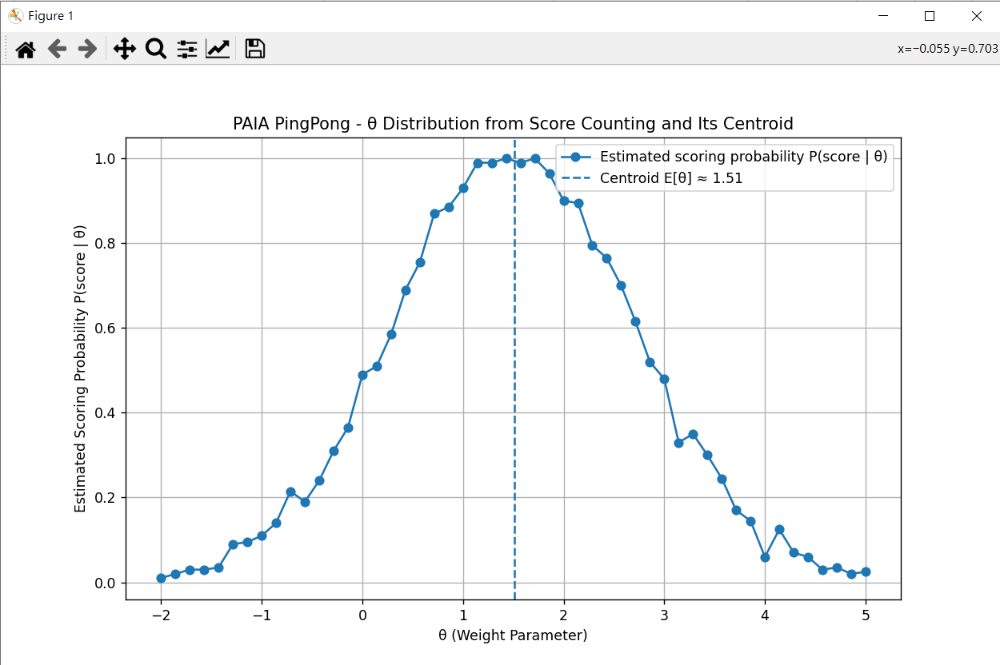 Figure 1
x=−0.055 y=0.703
PAIA PingPong - θ Distribution from Score Counting and Its Centroid
Estimated scoring probability P(score | θ)
Centroid E[θ] ≈ 1.51
Estimated Scoring Probability P(score | θ)
1.0
0.8
0.6
0.4
0.2
0.0
−2 −1 0 1 2 3 4 5
θ (Weight Parameter)